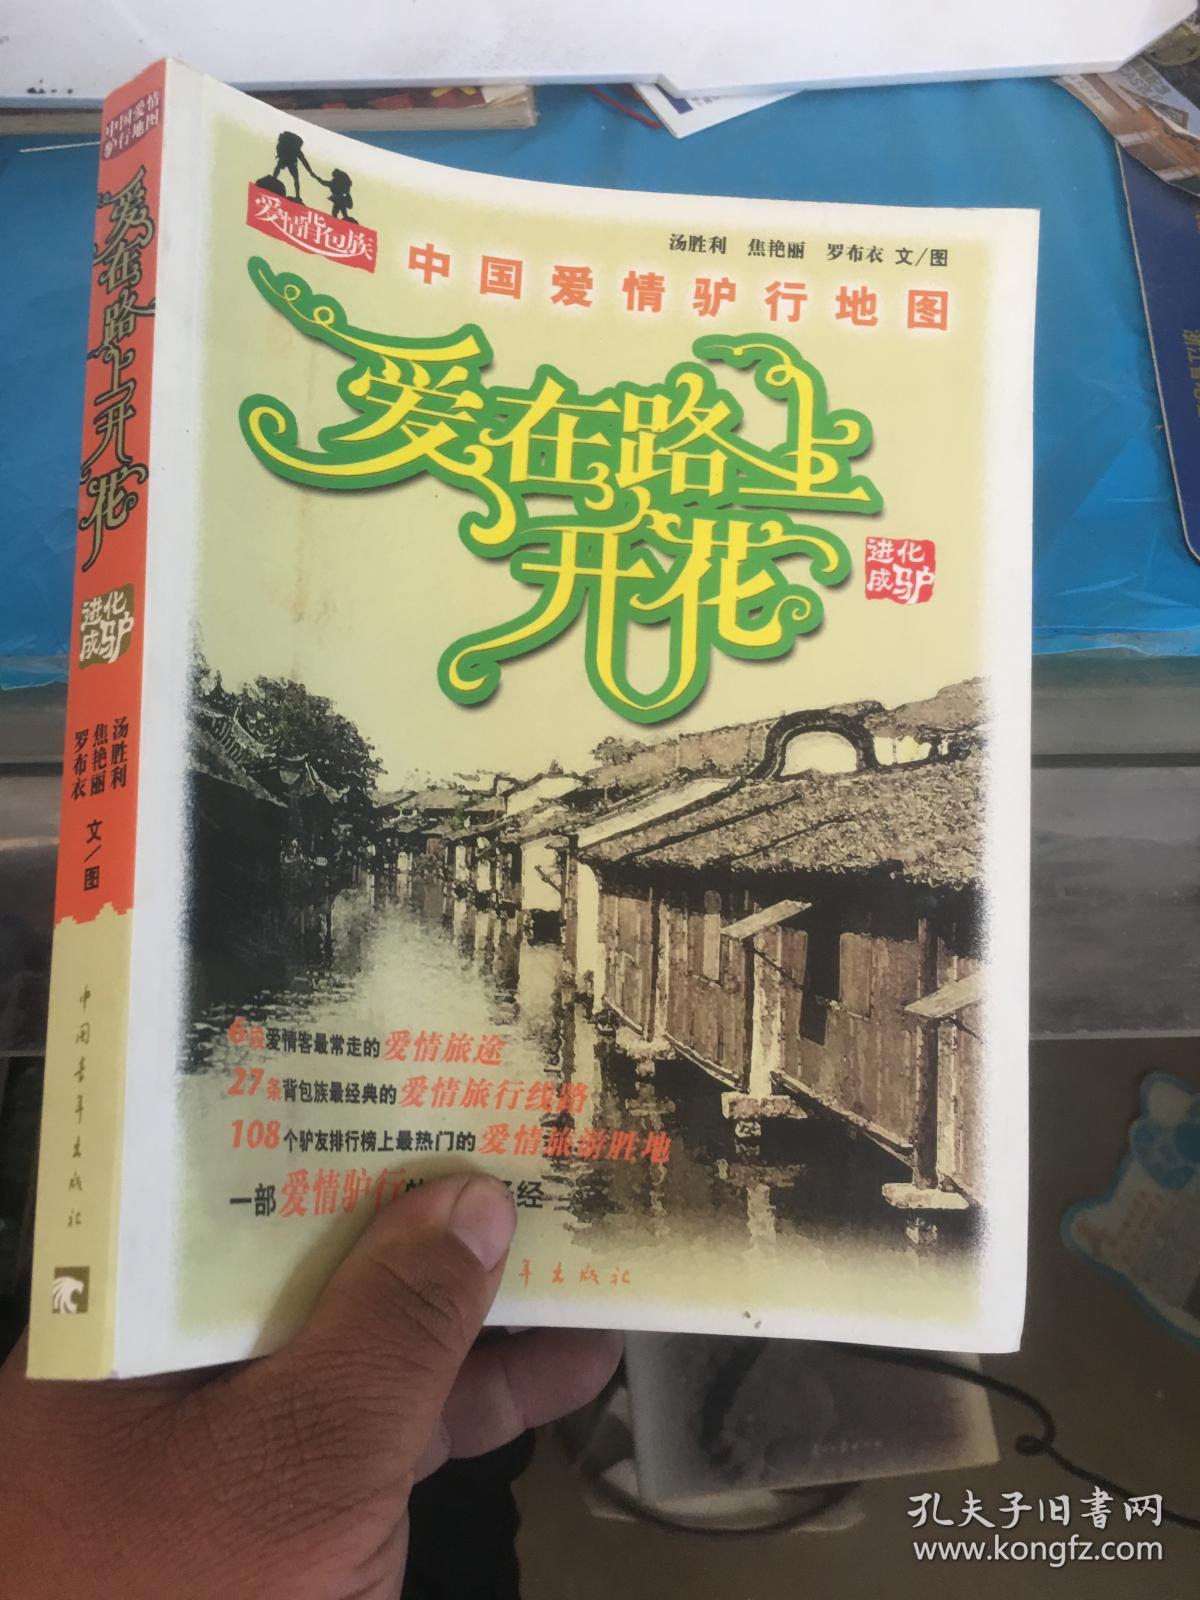 中国爱情
驴行地图
爱在路上开花
进化
成驴
汤胜利
焦艳丽
罗布衣
文/图
中国青年出版社
爱情背包族
汤胜利 焦艳丽 罗布衣 文/图
中国爱情驴行地图
爱在路上
开花
进化
成驴
6段爱情客最常走的爱情旅途
27条背包族最经典的爱情旅行线路
108个驴友排行榜上最热门的爱情旅游胜地
一部爱情驴行 经
年出版社
孔夫子旧書网
www.kongfz.com